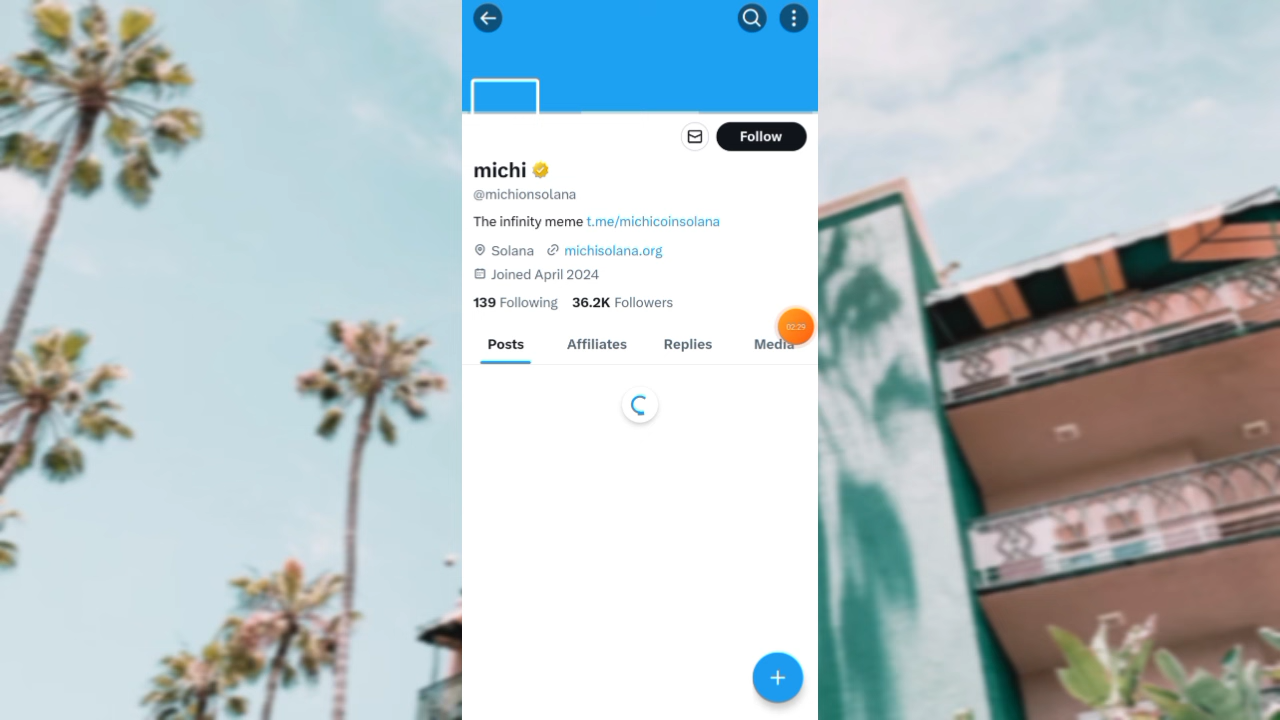 Follow
michi
@michionsolana
The infinity meme t.me/michicoinsolana
Solana michisolana.org
Joined April 2024
139 Following 36.2K Followers
02:29
Posts Affiliates Replies Media